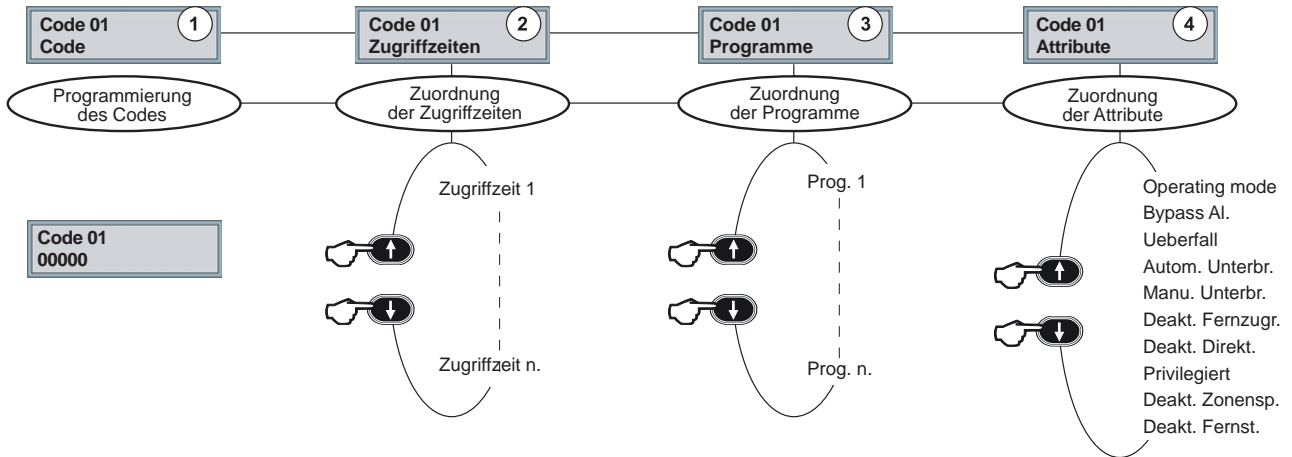 Code 01
Code
1
Code 01
Zugriffzeiten
2
Code 01
Programme
3
Code 01
Attribute
4
Programmierung
des Codes
Zuordnung
der Zugriffzeiten
Zuordnung
der Programme
Zuordnung
der Attribute
Code 01
00000
Zugriffzeit 1
Zugriffzeit n.
Prog. 1
Prog. n.
Operating mode
Bypass Al.
Ueberfall
Autom. Unterbr.
Manu. Unterbr.
Deakt. Fernzugr.
Deakt. Direkt.
Privilegiert
Deakt. Zonensp.
Deakt. Fernst.